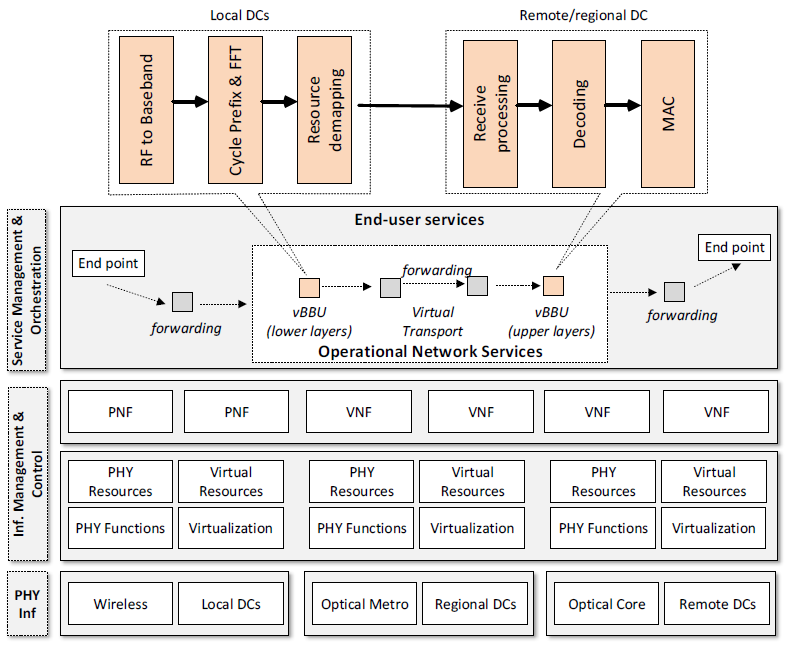 Local DCs
Remote/regional DC
RF to Baseband
Cycle Prefix & FFT
Resource
demapping
Receive
processing
Decoding
MAC
Service Management &
Orchestration
End-user services
End point
End point
forwarding
forwarding
vBBU
(lower layers)
Virtual
Transport
vBBU
(upper layers)
forwarding
forwarding
Operational Network Services
Inf. Management &
Control
PNF
PNF
VNF
VNF
VNF
VNF
PHY
Resources
Virtual
Resources
PHY
Resources
Virtual
Resources
PHY
Resources
Virtual
Resources
PHY Functions
Virtualization
PHY Functions
Virtualization
PHY Functions
Virtualization
PHY
Inf
Wireless
Local DCs
Optical Metro
Regional DCs
Optical Core
Remote DCs